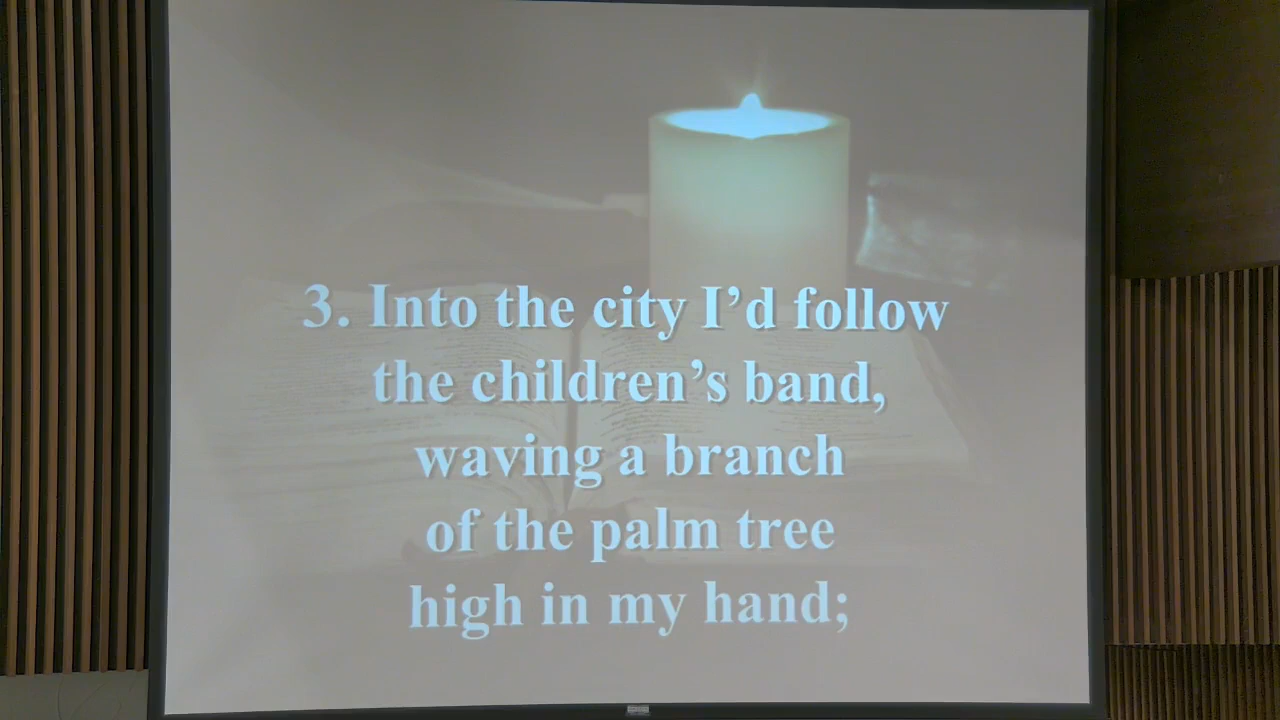 3. Into the city I’d follow
the children’s band,
waving a branch
of the palm tree
high in my hand;